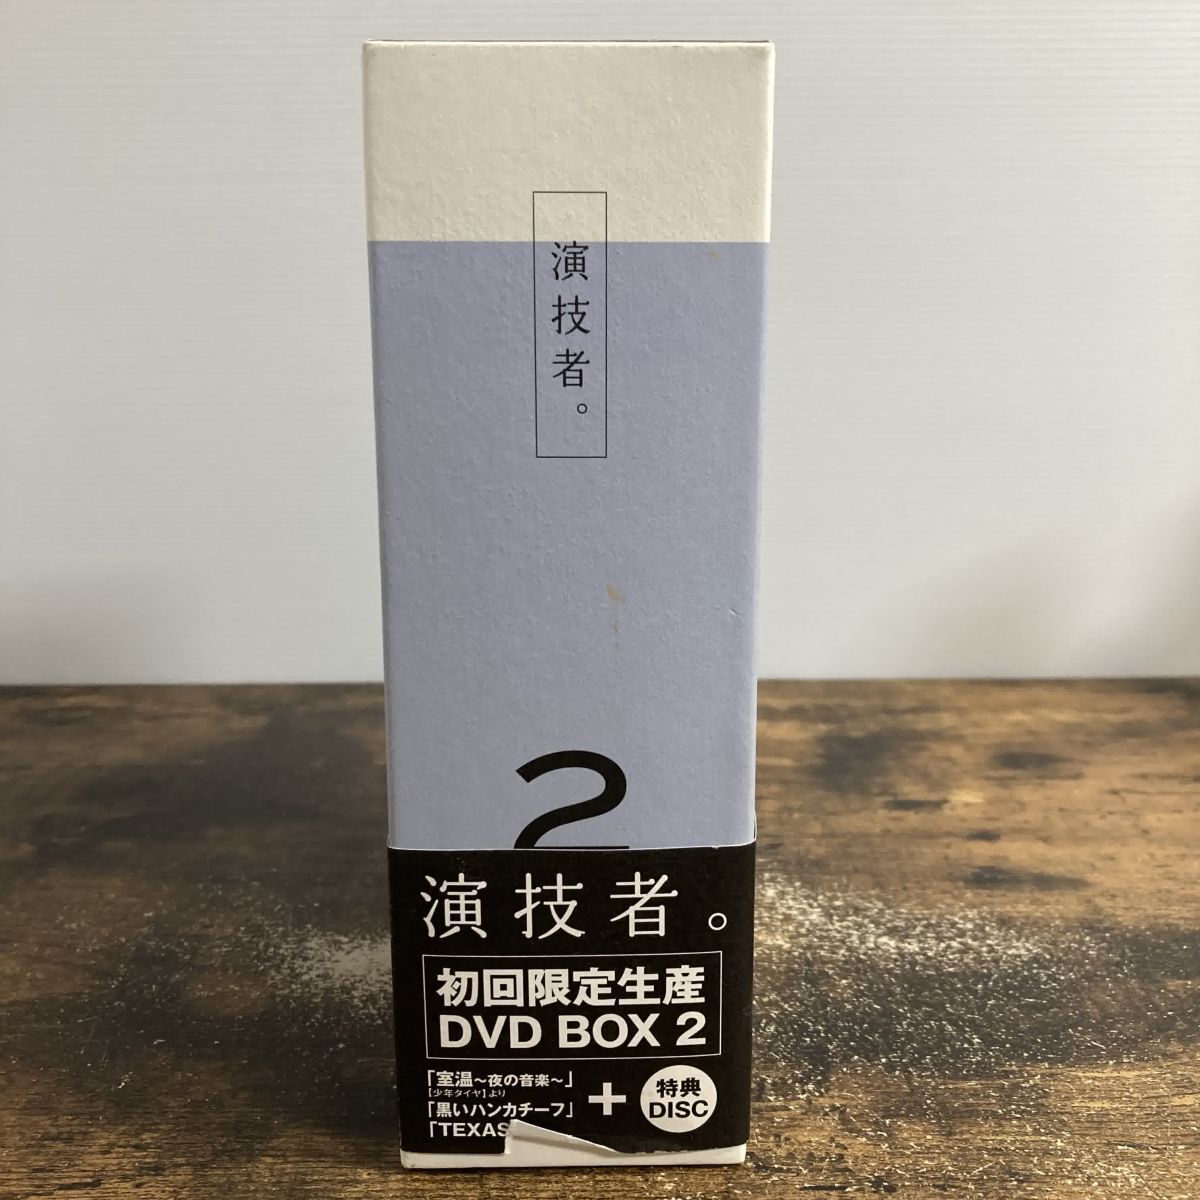 演技者。
2
演技者。
初回限定生産
DVD BOX 2
「室温～夜の音楽～」
【少年タイヤ】より
「黒いハンカチーフ」
「TEXAS
+
特典
DISC